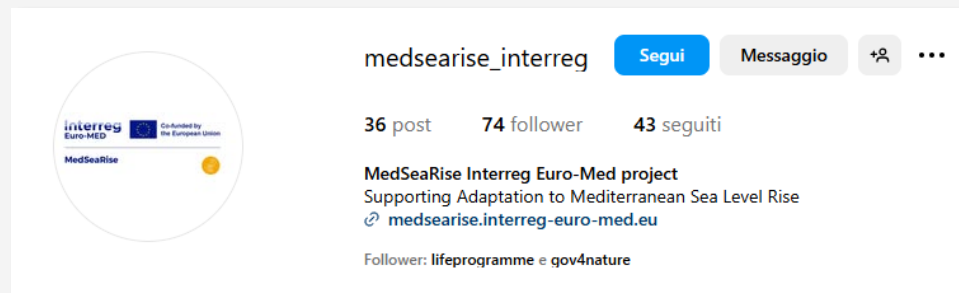 medsearise_interreg Segui Messaggio
36 post 74 follower 43 seguiti
Interreg
Euro-MED
Co-funded by
the European Union
MedSeaRise
MedSeaRise Interreg Euro-Med project
Supporting Adaptation to Mediterranean Sea Level Rise
medsearise.interreg-euro-med.eu
Follower: lifeprogramme e gov4nature